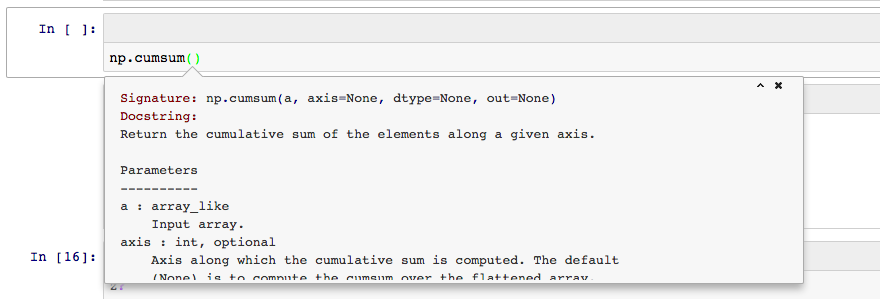 In [ ]:
np.cumsum()
Signature: np.cumsum(a, axis=None, dtype=None, out=None)
Docstring:
Return the cumulative sum of the elements along a given axis.
Parameters
----------
a : array_like
Input array.
axis : int, optional
Axis along which the cumulative sum is computed. The default
(None) is to compute the cumsum over the flattened array.
In [16]: